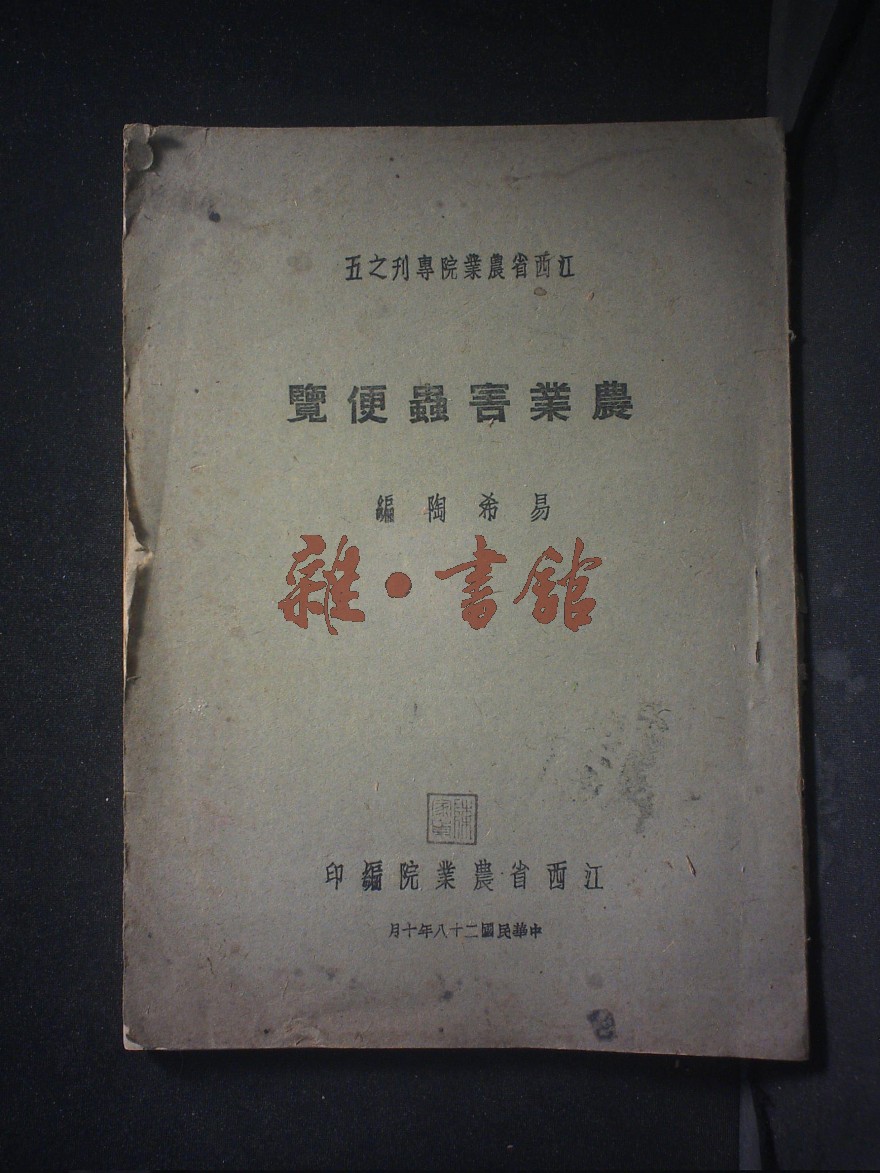 江西省農業院專刊之五
農業害蟲便覽
易希陶編
雜·書館
江西省農業院編印
中華民國二十八年十月